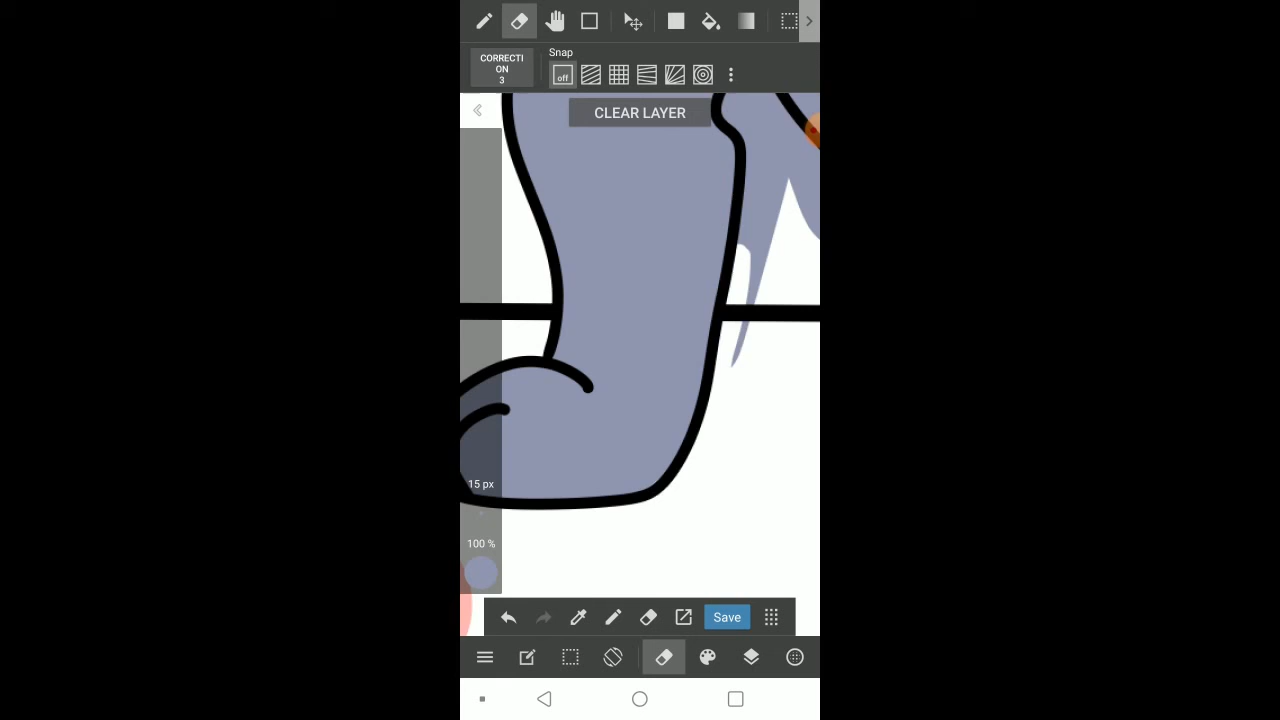 Snap
CORRECTI
ON
3
off
CLEAR LAYER
15 px
100 %
Save